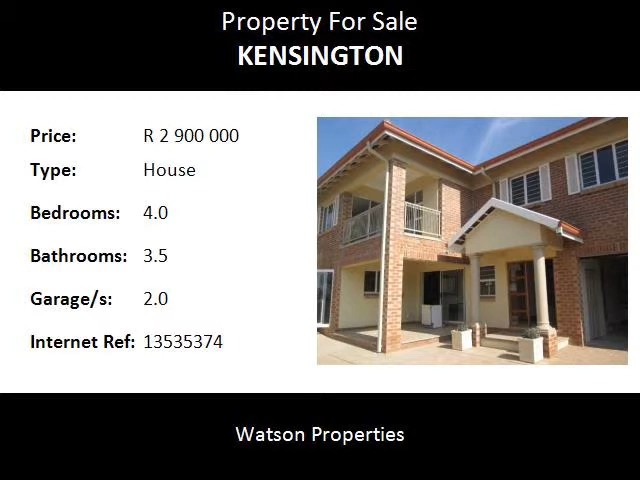 Property For Sale
KENSINGTON
Price: R 2 900 000
Type: House
Bedrooms: 4.0
Bathrooms: 3.5
Garage/s: 2.0
Internet Ref: 13535374
Watson Properties